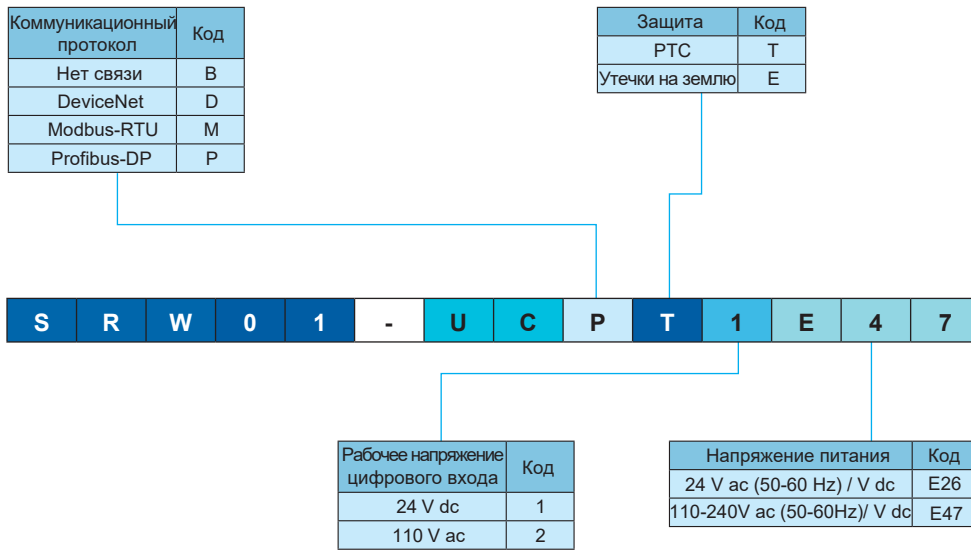 Коммуникационный
протокол
Код
Нет связи B
DeviceNet D
Modbus-RTU M
Profibus-DP P
Защита Код
PTC T
Утечки на землю E
S R W 0 1 - U C P T 1 E 4 7
Рабочее напряжение
цифрового входа
Код
24 V dc 1
110 V ac 2
Напряжение питания Код
24 V ac (50-60 Hz) / V dc E26
110-240V ac (50-60Hz)/ V dc E47